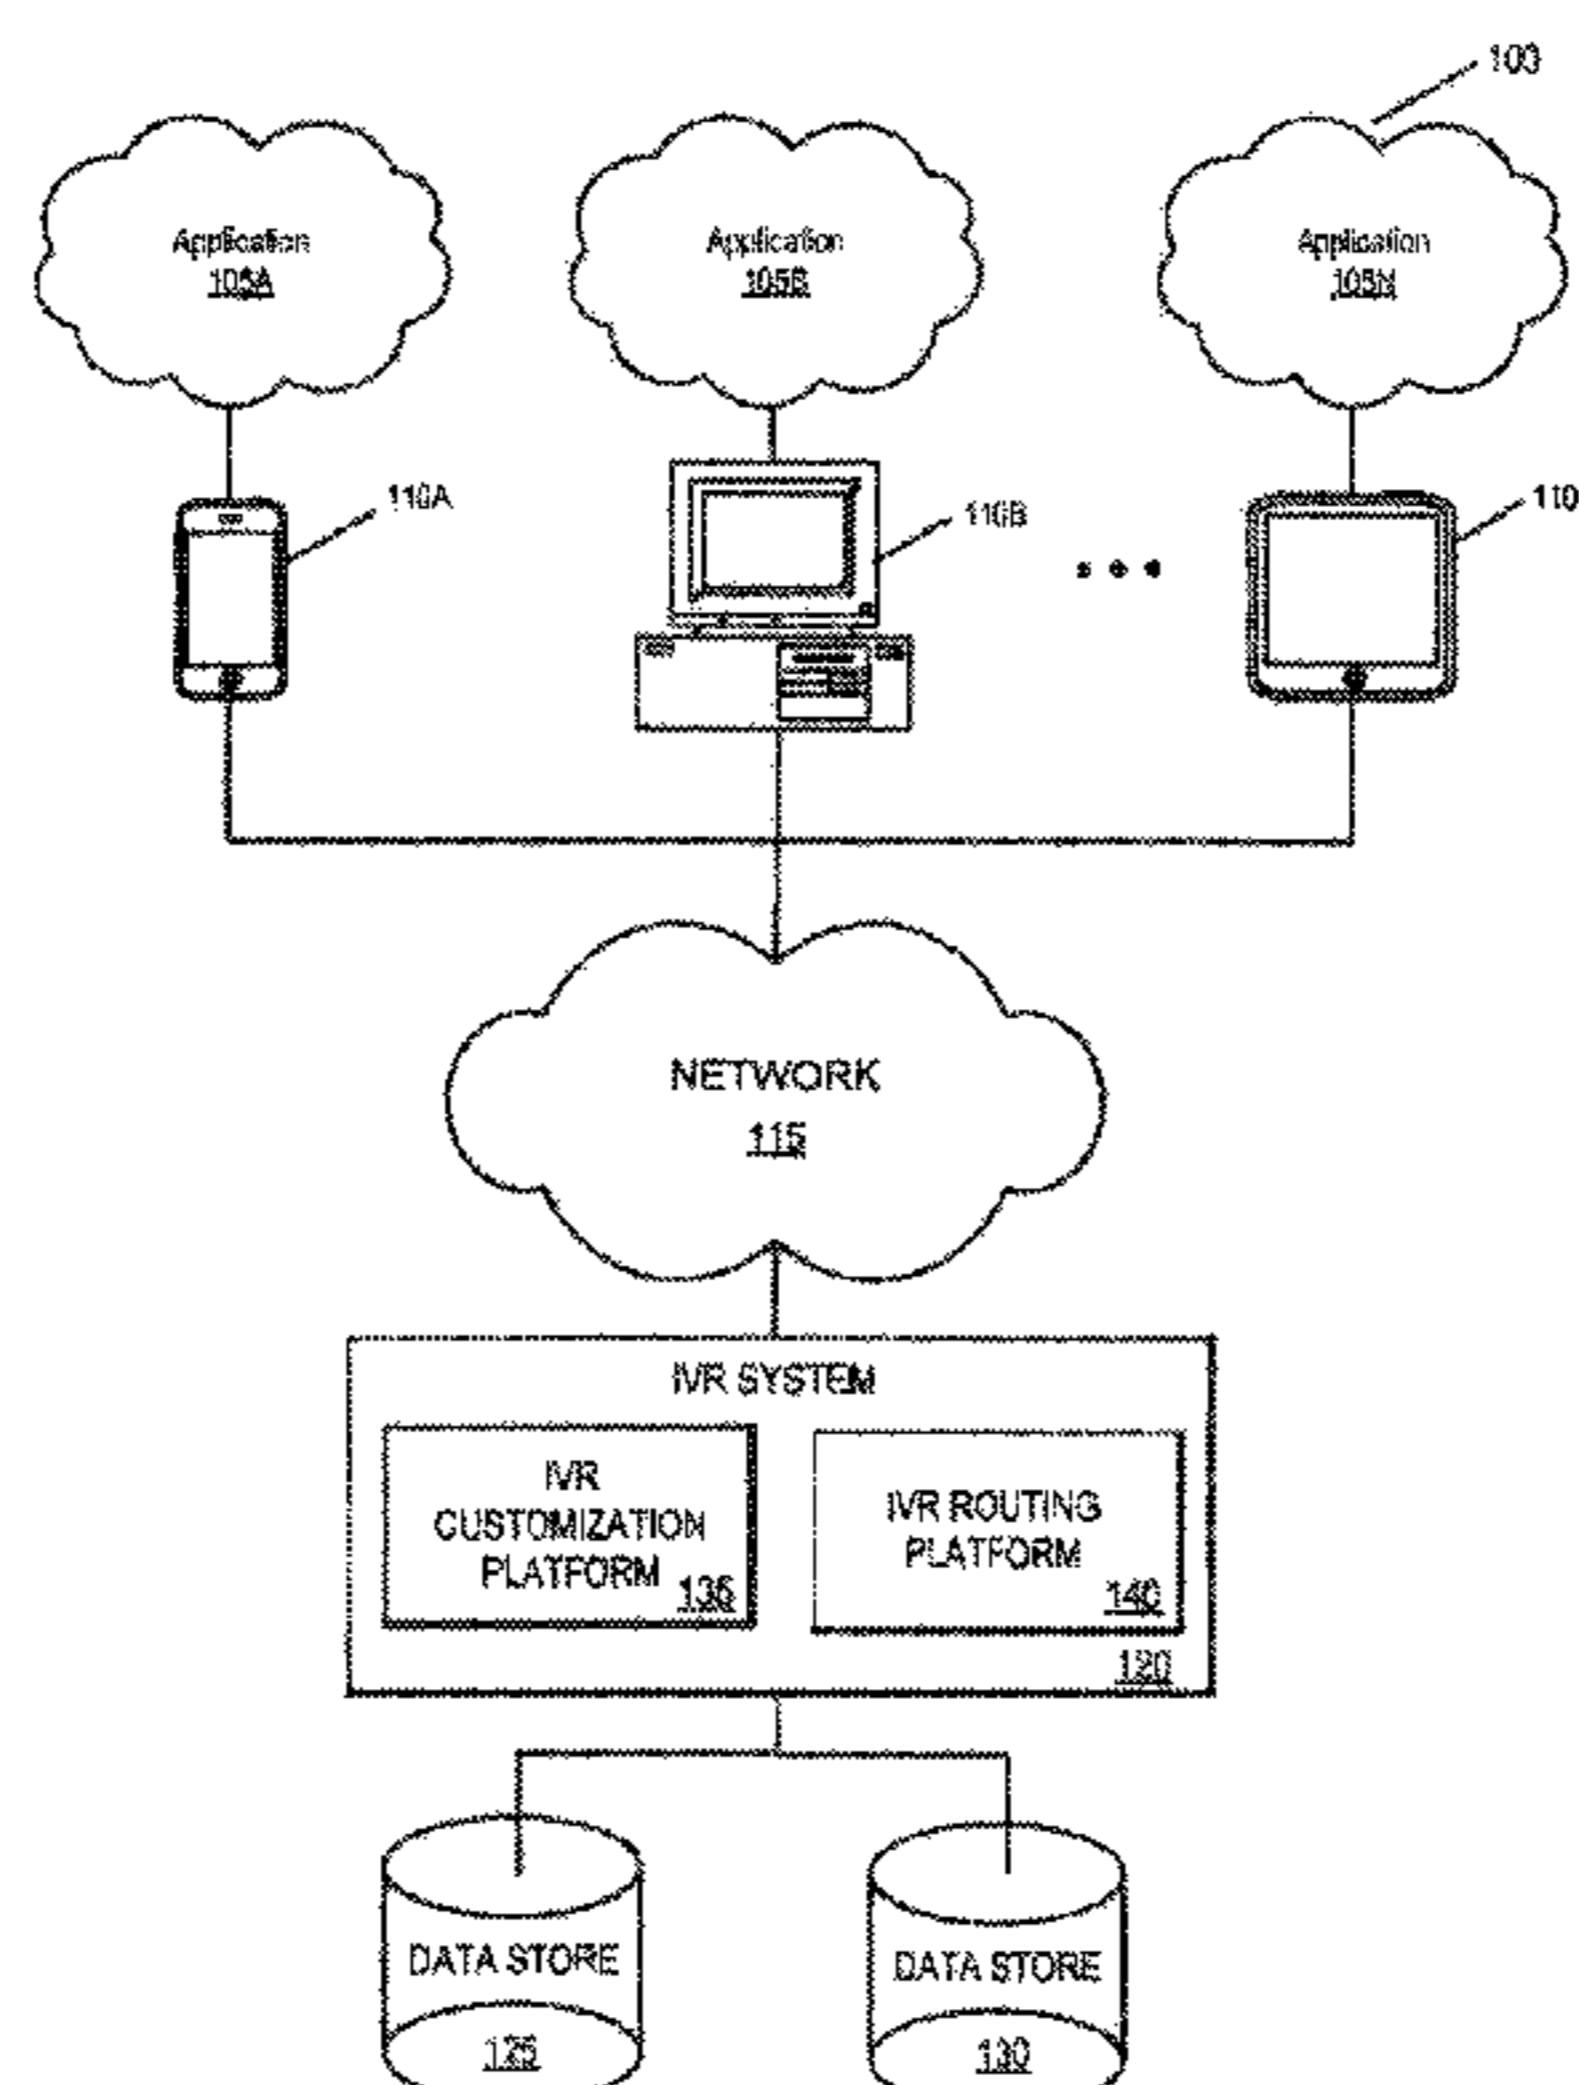 100
Application
105A
Application
105B
Application
105N
110A
110B
110
NETWORK
115
IVR SYSTEM
IVR
CUSTOMIZATION
PLATFORM 135
IVR ROUTING
PLATFORM
140
120
DATA STORE
125
DATA STORE
130